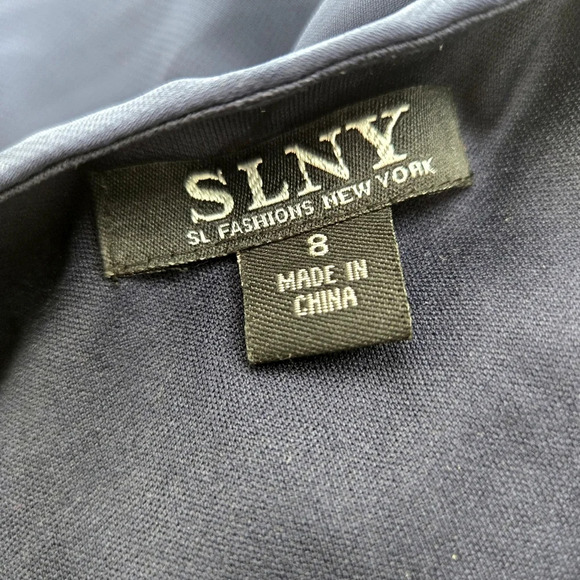 SLNY
SL FASHIONS NEW YORK
8
MADE IN
CHINA